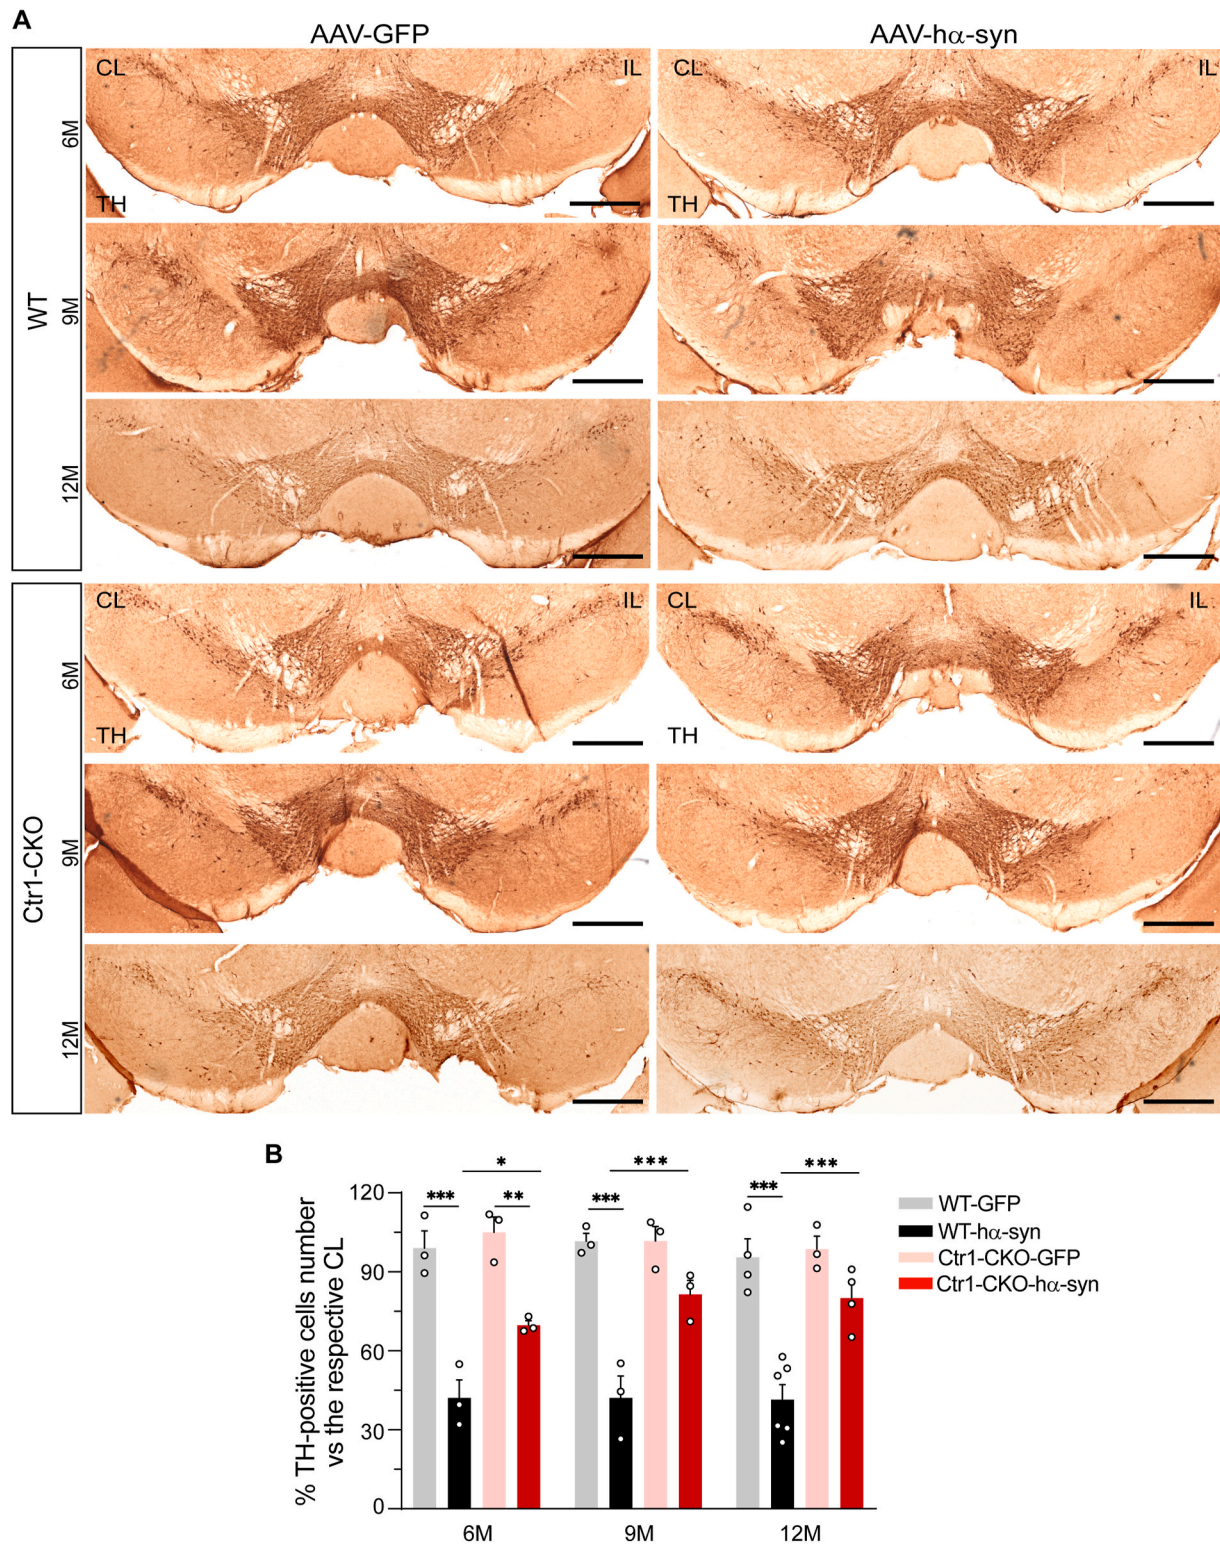 A
AAV-GFP
AAV-hα-syn
WT
6M
CL
IL
TH
CL
IL
TH
9M
12M
Ctr1-CKO
6M
CL
IL
TH
CL
IL
TH
9M
12M
B
% TH-positive cells number
vs the respective CL
120
90
60
30
0
*
***
**
***
***
***
***
6M
9M
12M
WT-GFP
WT-hα-syn
Ctr1-CKO-GFP
Ctr1-CKO-hα-syn